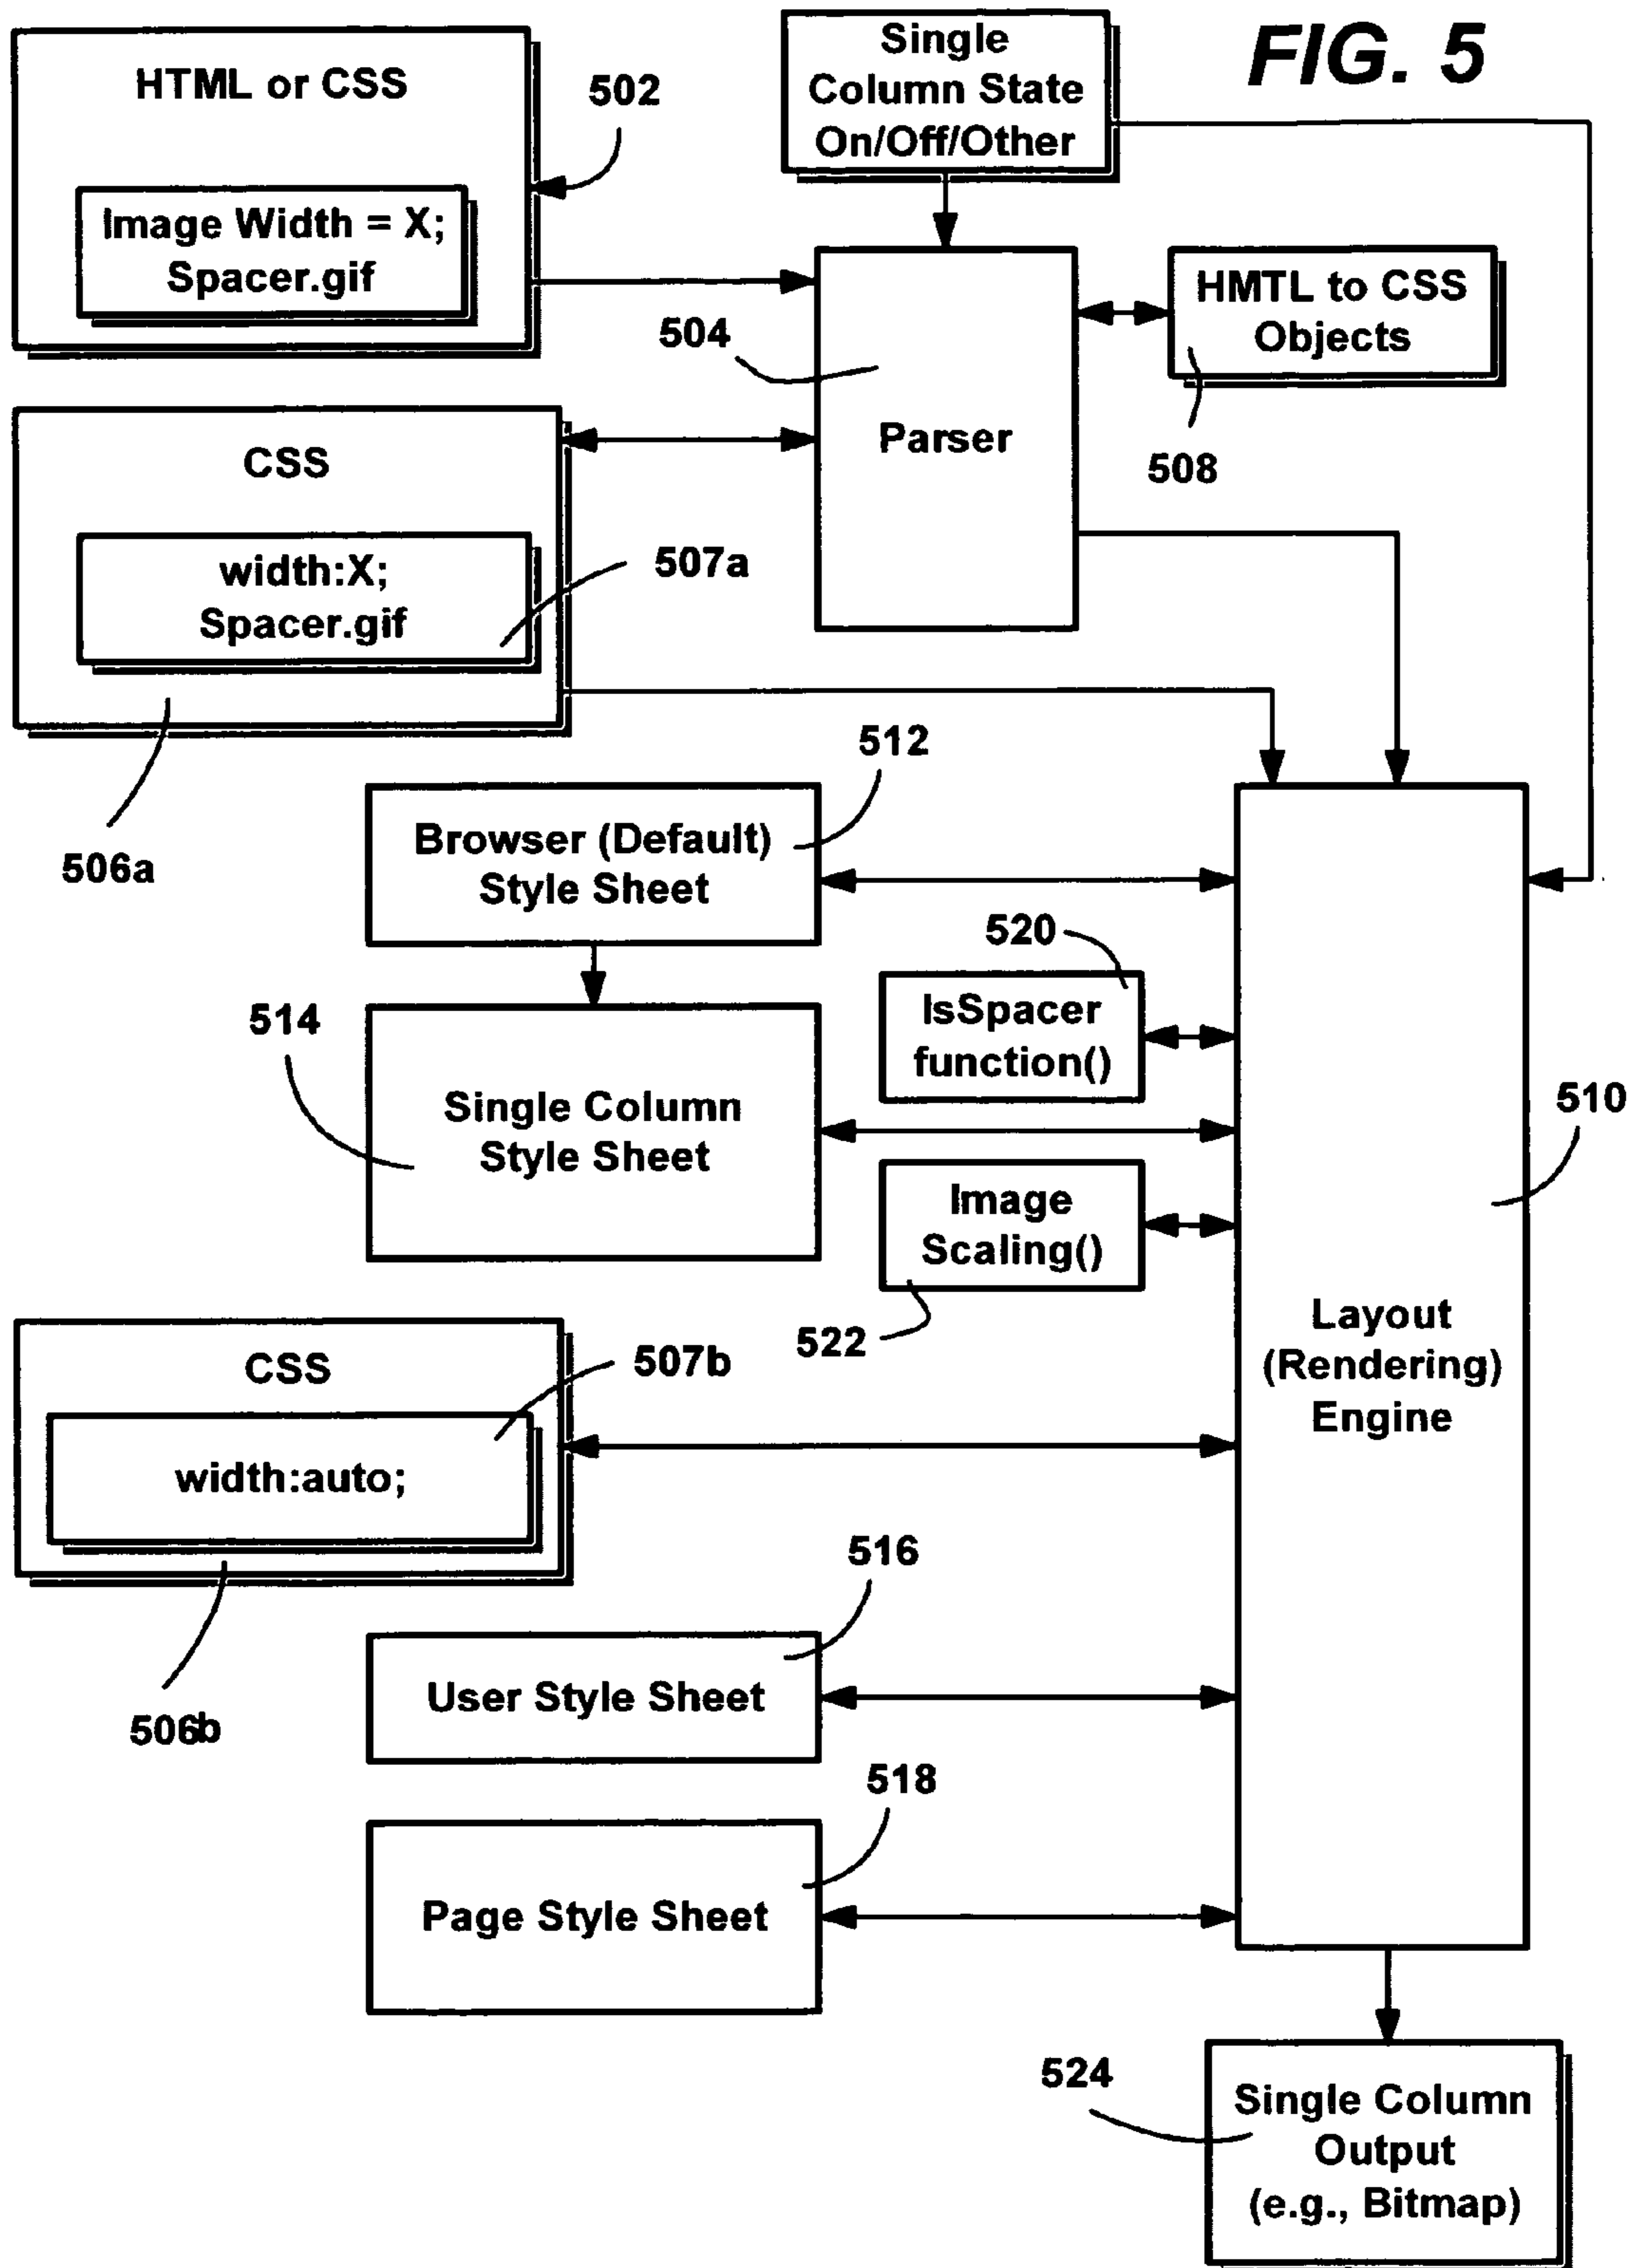 FIG. 5
HTML or CSS
Image Width = X;
Spacer.gif
502
Single
Column State
On/Off/Other
504
Parser
HMTL to CSS
Objects
508
CSS
width:X;
Spacer.gif
507a
506a
512
Browser (Default)
Style Sheet
520
IsSpacer
function()
514
Single Column
Style Sheet
Image
Scaling()
522
510
Layout
(Rendering)
Engine
CSS
width:auto;
507b
506b
516
User Style Sheet
518
Page Style Sheet
524
Single Column
Output
(e.g., Bitmap)